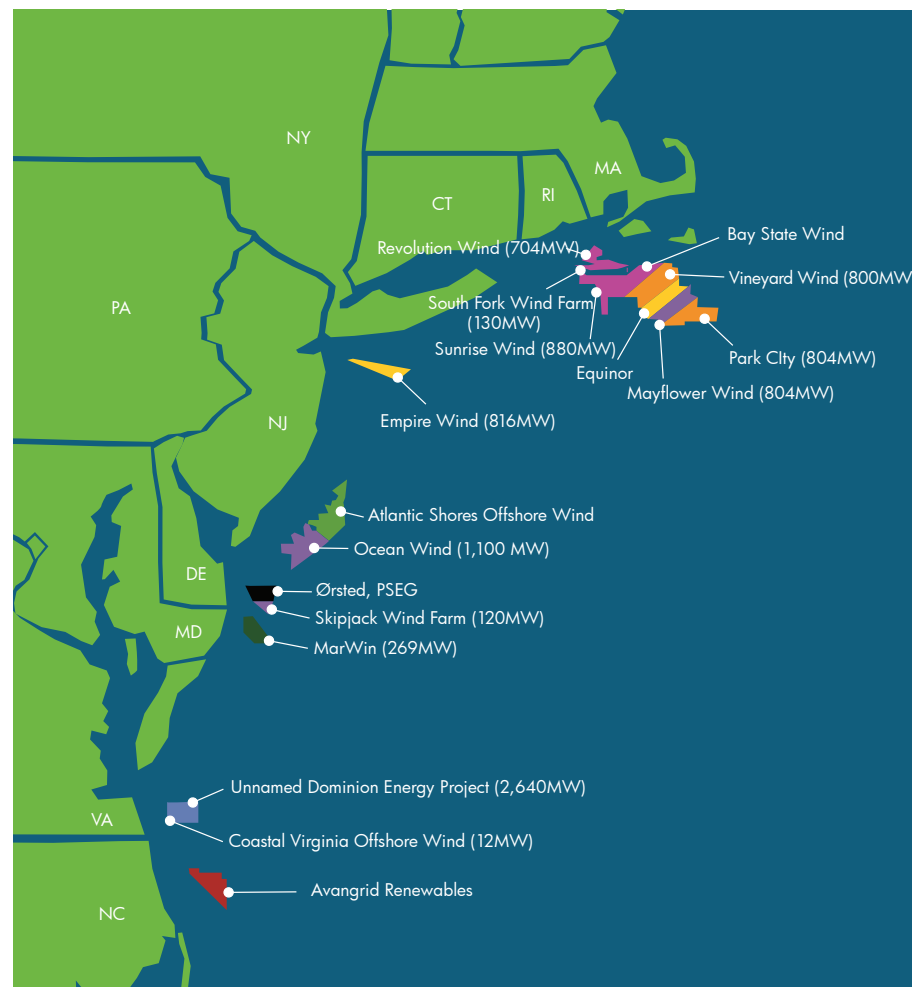 NY
MA
RI
CT
Bay State Wind
Revolution Wind (704MW)
Vineyard Wind (800MW
South Fork Wind Farm
(130MW)
PA
Sunrise Wind (880MW)
Park CIty (804MW)
Equinor
Mayflower Wind (804MW)
Empire Wind (816MW)
NJ
Atlantic Shores Offshore Wind
Ocean Wind (1,100 MW)
DE
Ørsted, PSEG
Skipjack Wind Farm (120MW)
MD
MarWin (269MW)
Unnamed Dominion Energy Project (2,640MW)
VA
Coastal Virginia Offshore Wind (12MW)
Avangrid Renewables
NC